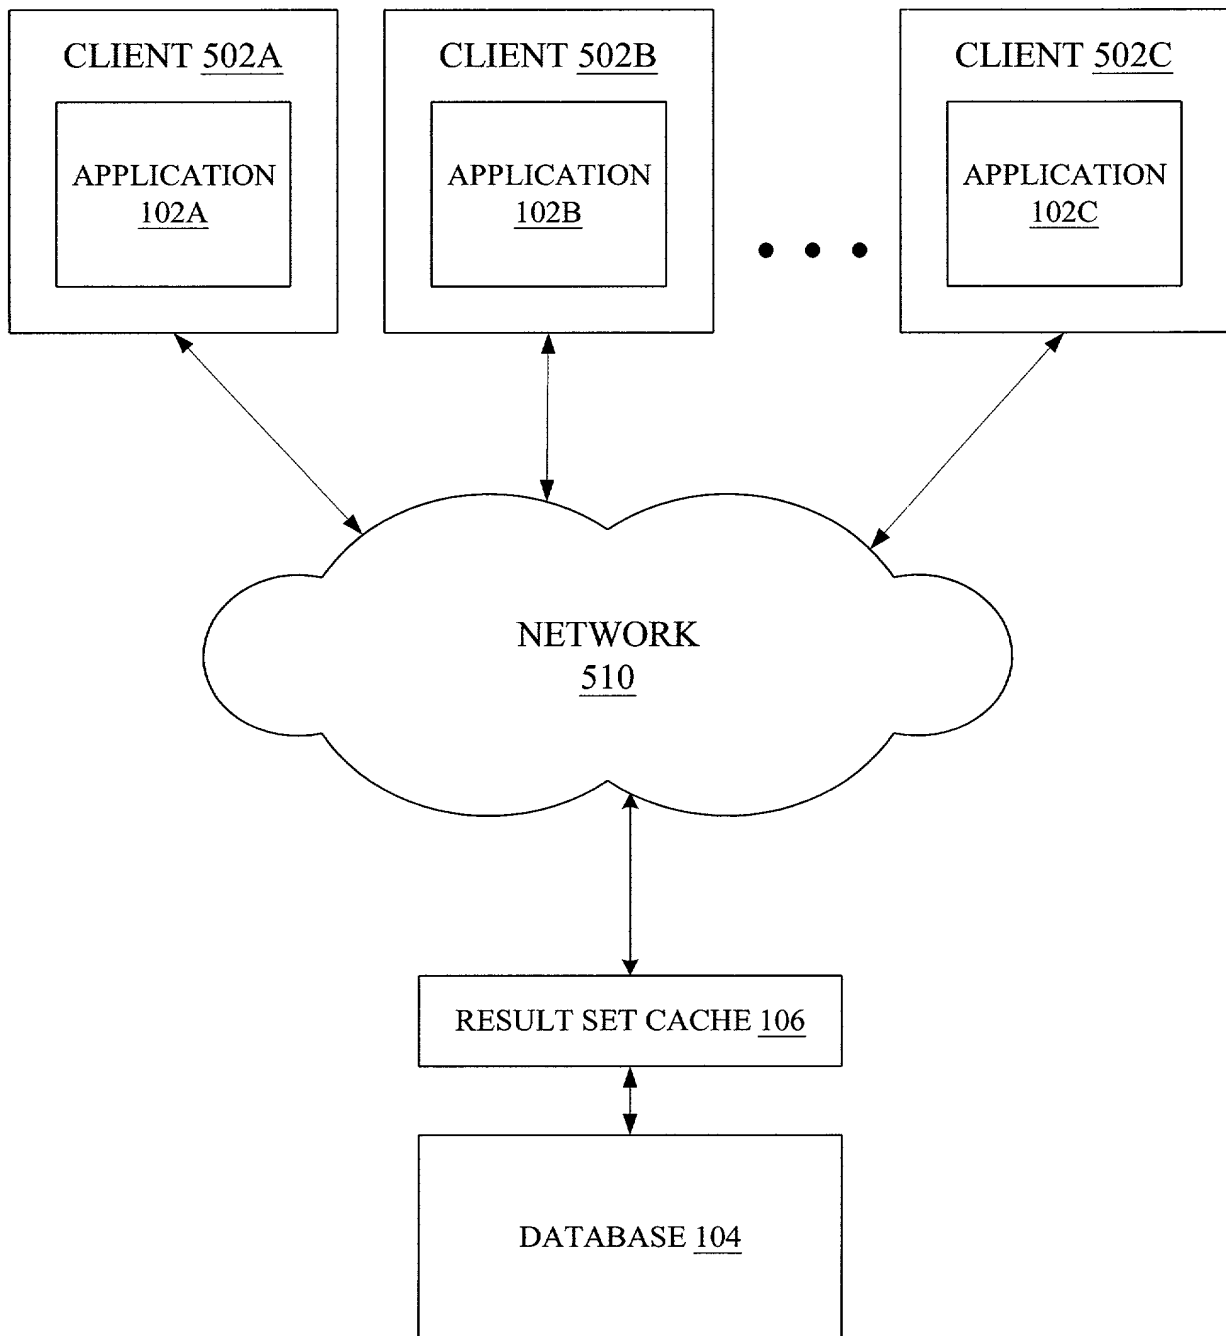 CLIENT 502A
APPLICATION
102A
CLIENT 502B
APPLICATION
102B
CLIENT 502C
APPLICATION
102C
NETWORK
510
RESULT SET CACHE 106
DATABASE 104